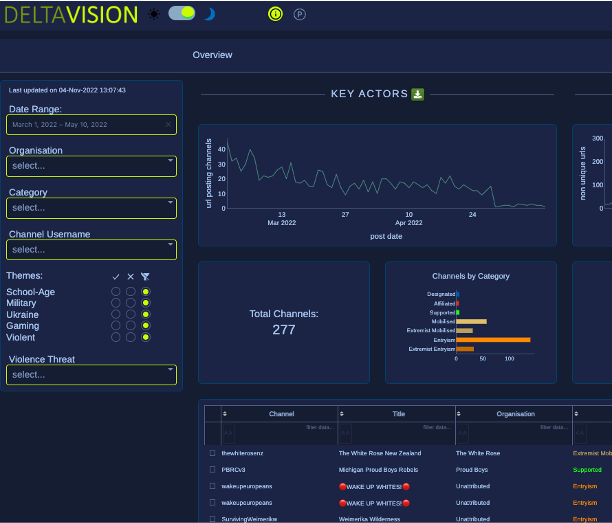 DELTAVISION
Overview
Last updated on 04-Nov-2022 13:07:43
Date Range:
March 1, 2022 – May 10, 2022
Organisation
select...
Category
select...
Channel Username
select...
Themes:
School-Age
Military
Ukraine
Gaming
Violent
Violence Threat
select...
KEY ACTORS
url posting channels
40
30
20
10
0
13
Mar 2022
27
10
Apr 2022
24
post date
non unique urls
300
200
100
0
Total Channels:
277
Channels by Category
Designated
Affiliated
Supported
Mobilised
Extremist Mobilised
Entryism
Extremist Entryism
0 50 100
Channel Title Organisation
filter data... filter data... filter data...
thewhiterosenz The White Rose New Zealand The White Rose Extremist Mob
PBRCv3 Michigan Proud Boys Rebels Proud Boys Supported
wakeupeuropeans 🛑WAKE UP WHITES!🛑 Unattributed Entryism
wakeupeuropeans 🛑WAKE UP WHITES!🛑 Unattributed Entryism
SurvivingWeimerikw Weimerika Wilderness Unattributed Entryism